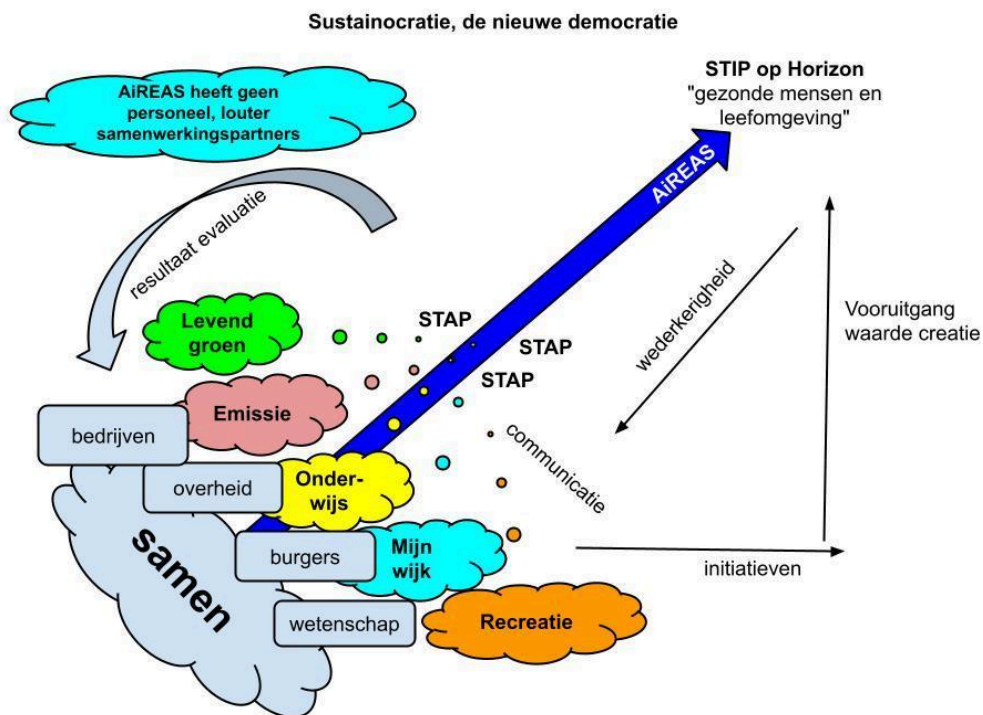 Sustainocratie, de nieuwe democratie
AiREAS heeft geen
personeel, louter
samenwerkingspartners
STIP op Horizon
"gezonde mensen en
leefomgeving"
AiREAS
resultaat evaluatie
Levend
groen
STAP
STAP
STAP
wederkerigheid
Vooruitgang
waarde creatie
Emissie
bedrijven
communicatie
overheid
Onder-
wijs
samen
burgers
Mijn
wijk
initiatieven
wetenschap
Recreatie